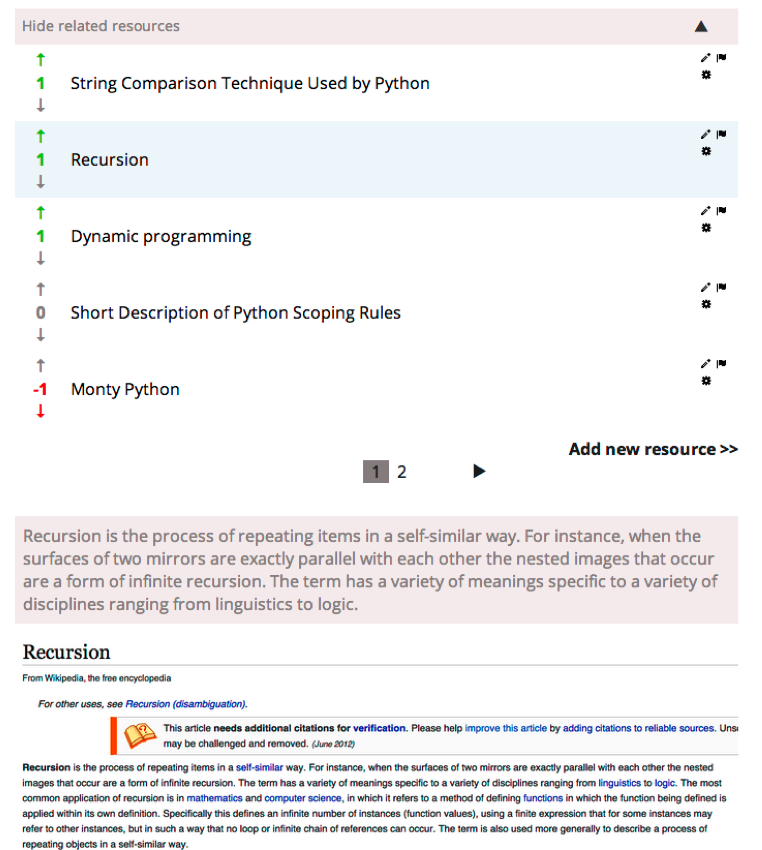 Hide related resources ▲
↑
1 String Comparison Technique Used by Python
↓
↑
1 Recursion
↓
↑
1 Dynamic programming
↓
↑
0 Short Description of Python Scoping Rules
↓
↑
-1 Monty Python
↓
Add new resource >>
1 2 ▶
Recursion is the process of repeating items in a self-similar way. For instance, when the
surfaces of two mirrors are exactly parallel with each other the nested images that occur
are a form of infinite recursion. The term has a variety of meanings specific to a variety of
disciplines ranging from linguistics to logic.
Recursion
From Wikipedia, the free encyclopedia
For other uses, see Recursion (disambiguation).
This article needs additional citations for verification. Please help improve this article by adding citations to reliable sources. Uns
may be challenged and removed. (June 2012)
Recursion is the process of repeating items in a self-similar way. For instance, when the surfaces of two mirrors are exactly parallel with each other the nested
images that occur are a form of infinite recursion. The term has a variety of meanings specific to a variety of disciplines ranging from linguistics to logic. The most
common application of recursion is in mathematics and computer science, in which it refers to a method of defining functions in which the function being defined is
applied within its own definition. Specifically this defines an infinite number of instances (function values), using a finite expression that for some instances may
refer to other instances, but in such a way that no loop or infinite chain of references can occur. The term is also used more generally to describe a process of
repeating objects in a self-similar way.